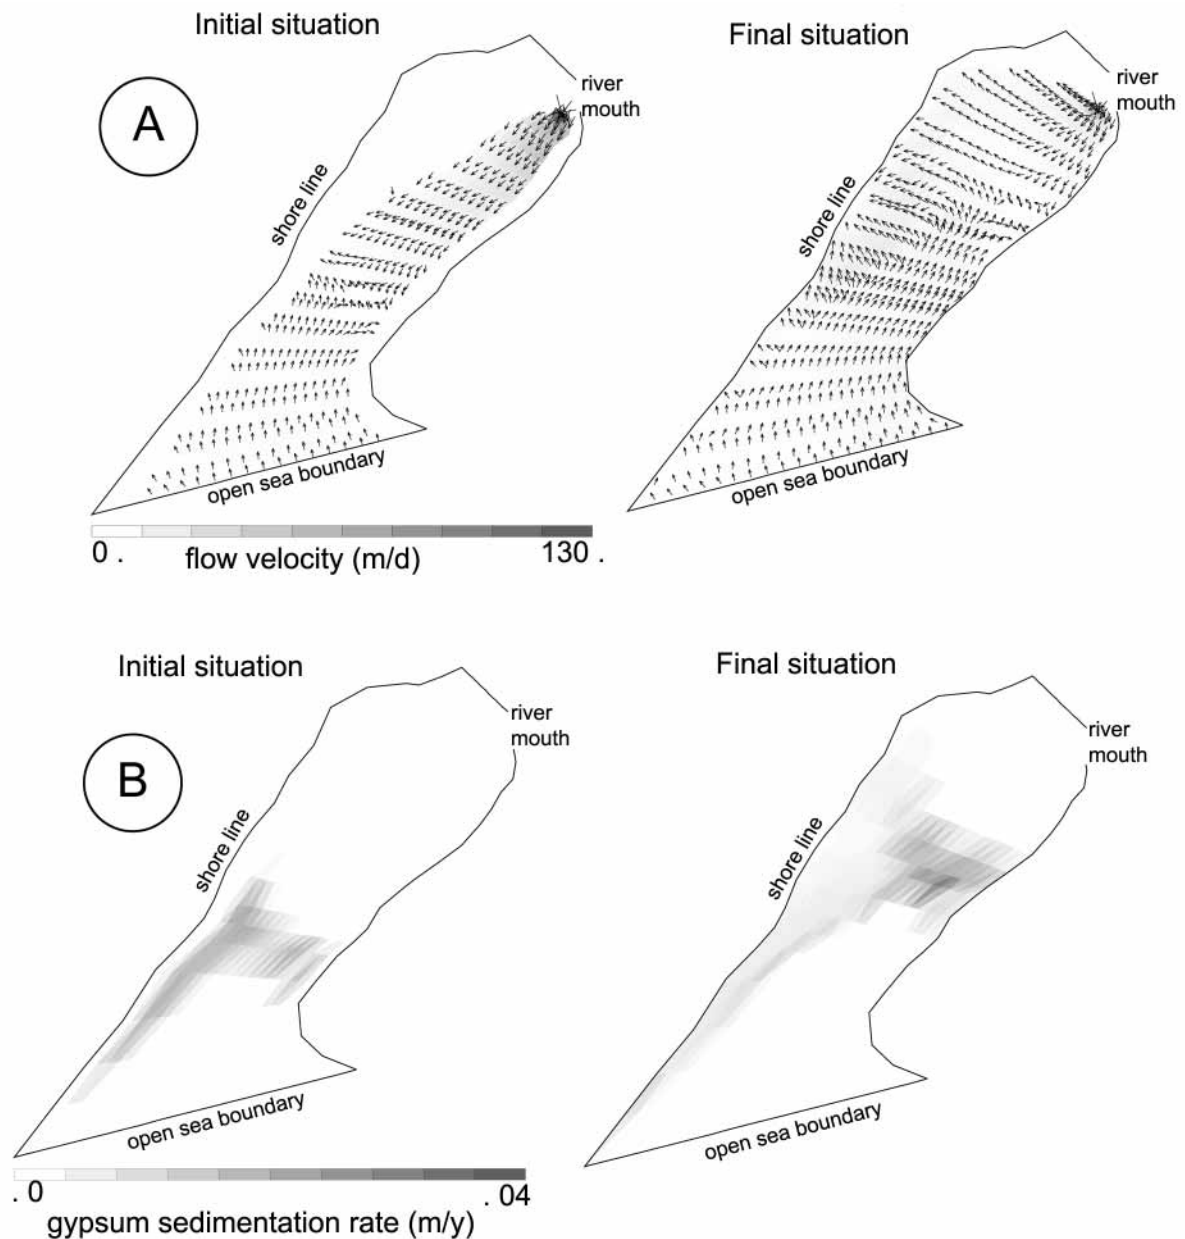 Initial situation
Final situation
A
river
mouth
river
mouth
shore line
shore line
open sea boundary
open sea boundary
0 .
130 .
flow velocity (m/d)
Initial situation
Final situation
B
river
mouth
river
mouth
shore line
shore line
open sea boundary
open sea boundary
. 0
. 04
gypsum sedimentation rate (m/y)